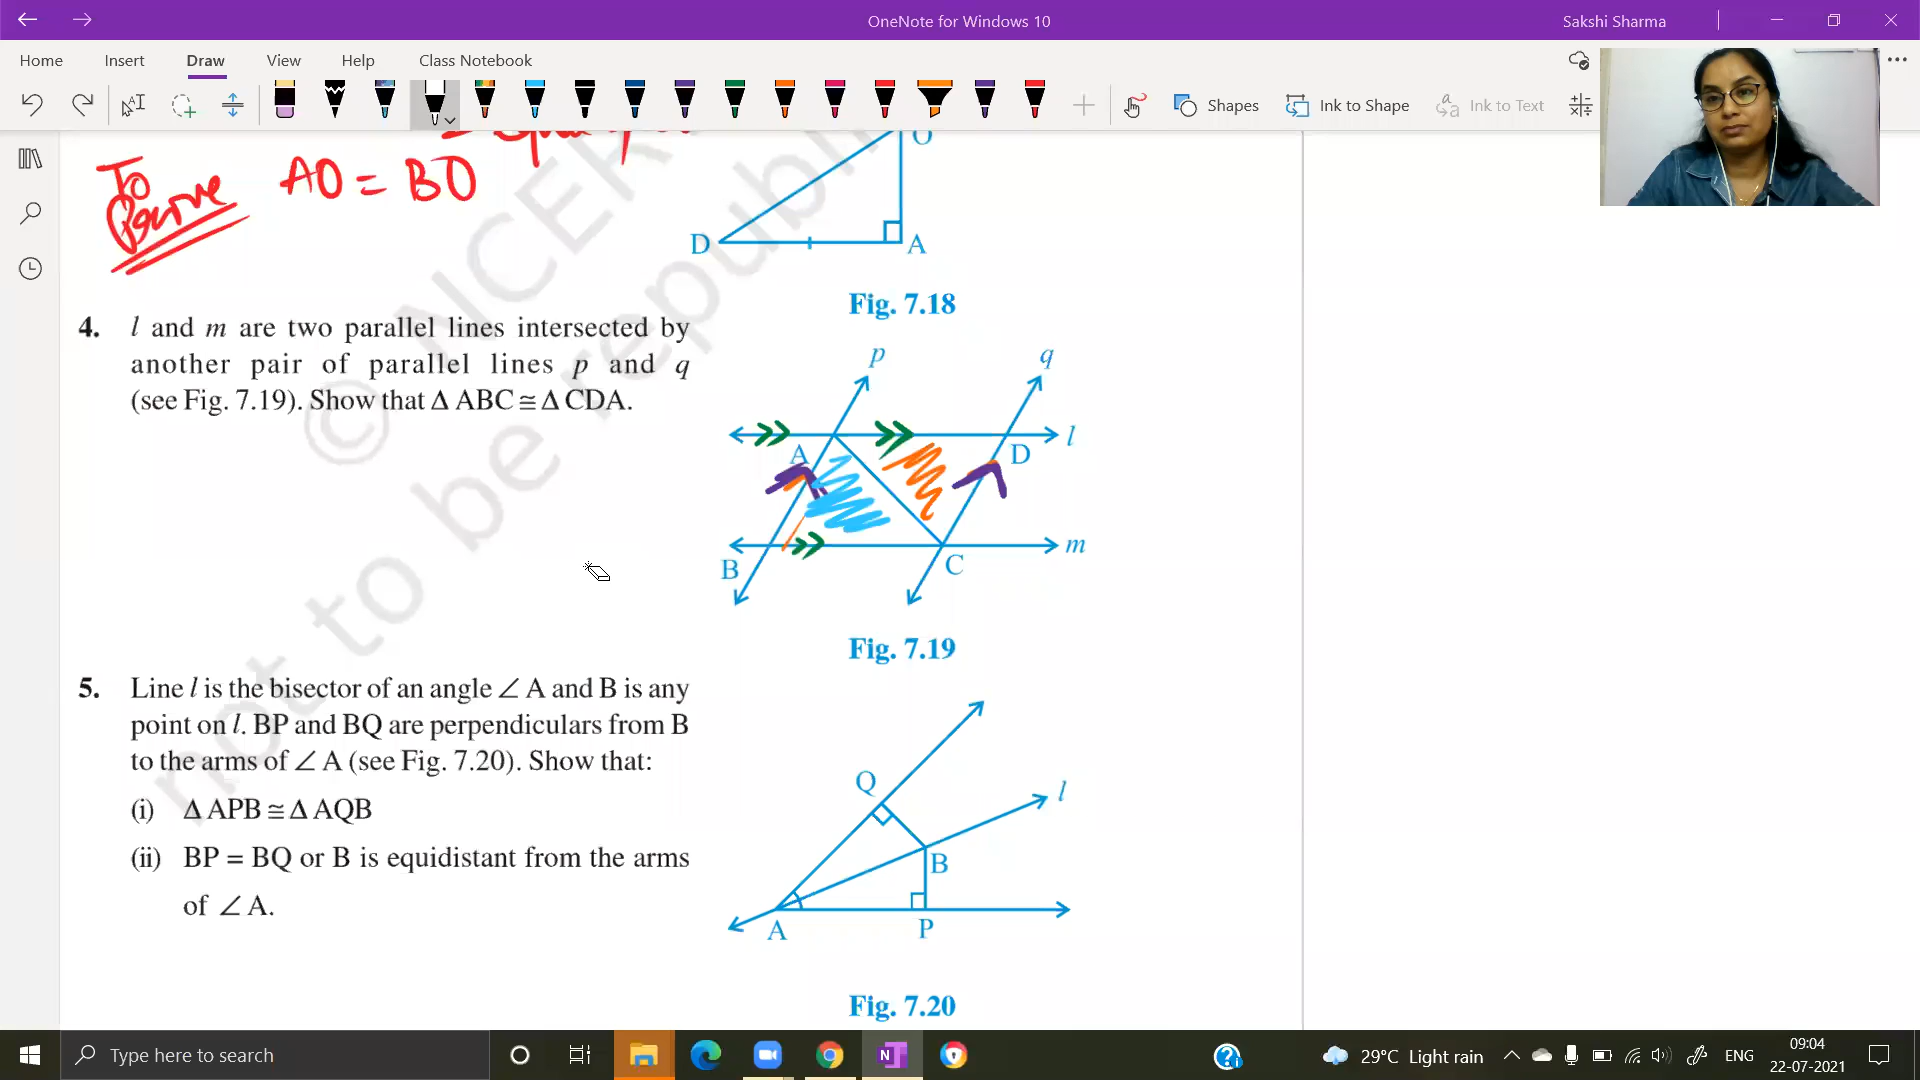 OneNote for Windows 10
Sakshi Sharma
Home Insert Draw View Help Class Notebook
Shapes Ink to Shape Ink to Text
To Prove AO = BO
O
D A
Fig. 7.18
4. l and m are two parallel lines intersected by
another pair of parallel lines p and q
(see Fig. 7.19). Show that Δ ABC ≅ Δ CDA.
p q
l
A D
m
B C
Fig. 7.19
5. Line l is the bisector of an angle ∠ A and B is any
point on l. BP and BQ are perpendiculars from B
to the arms of ∠ A (see Fig. 7.20). Show that:
(i) Δ APB ≅ Δ AQB
(ii) BP = BQ or B is equidistant from the arms
of ∠ A.
Q l
B
A P
Fig. 7.20
© NCERT
not to be republ
Type here to search
29°C Light rain
ENG
09:04
22-07-2021